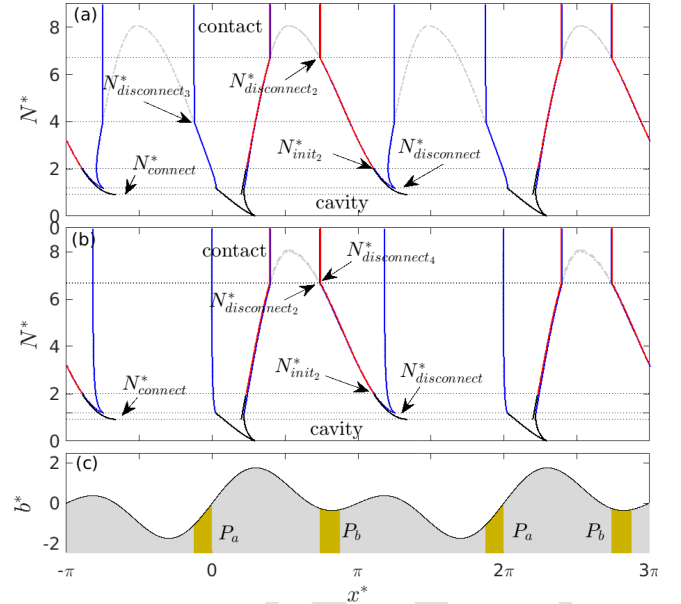 (a)
contact
N*disconnect3
N*disconnect2
N*init2
N*disconnect
N*connect
cavity
N*
8
6
4
2
0
(b)
0
contact
N*disconnect4
N*disconnect2
N*init2
N*disconnect
N*connect
cavity
N*
8
6
4
2
0
(c)
b*
2
0
-2
Pa
Pb
Pa
Pb
-π
0
π
2π
3π
x*